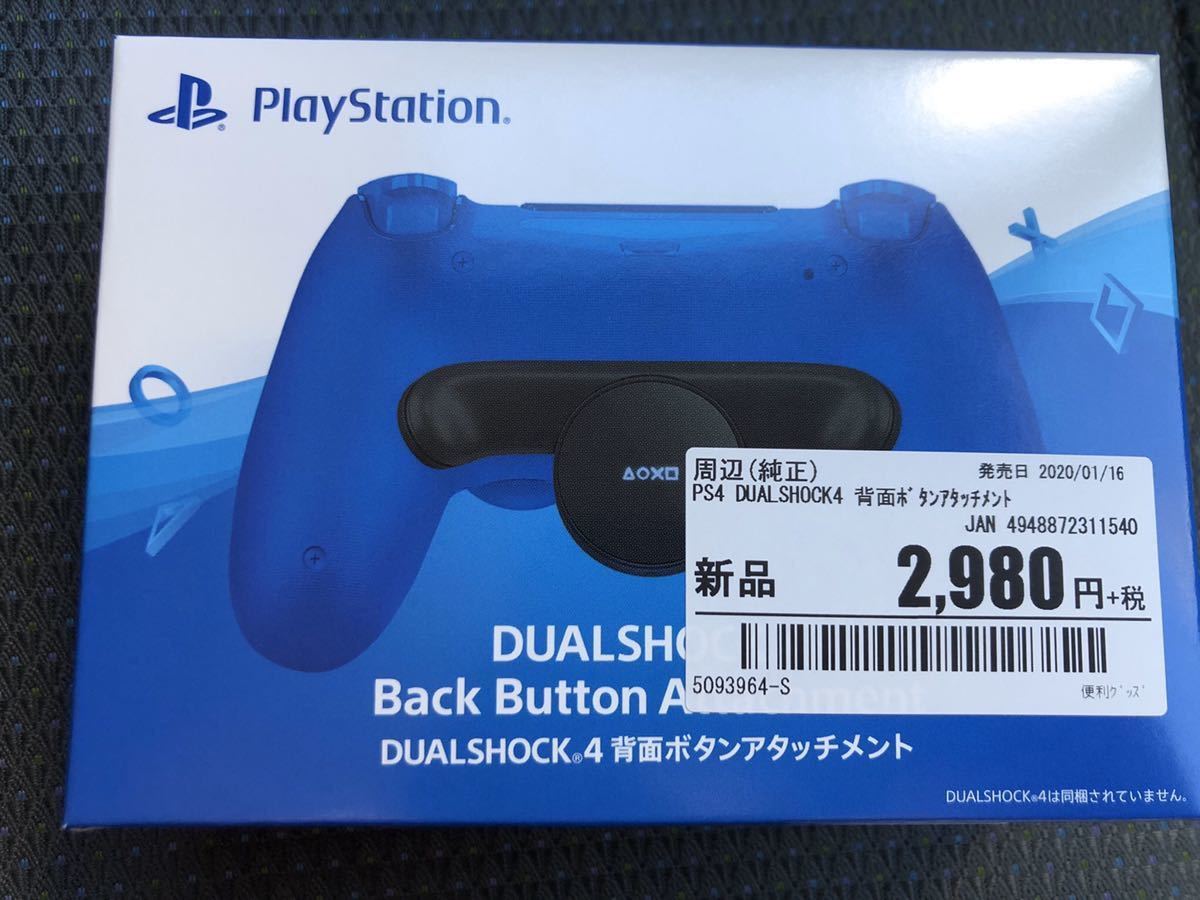 PlayStation®
△○×□
周辺(純正) 発売日 2020/01/16
PS4 DUALSHOCK4 背面ﾎﾞﾀﾝｱﾀｯﾁﾒﾝﾄ
JAN 4948872311540
新品 2,980円+税
5093964-S 便利ｸﾞｯｽﾞ
DUALSHOC
Back Button Attachment
DUALSHOCK®4 背面ボタンアタッチメント
DUALSHOCK®4は同梱されていません。